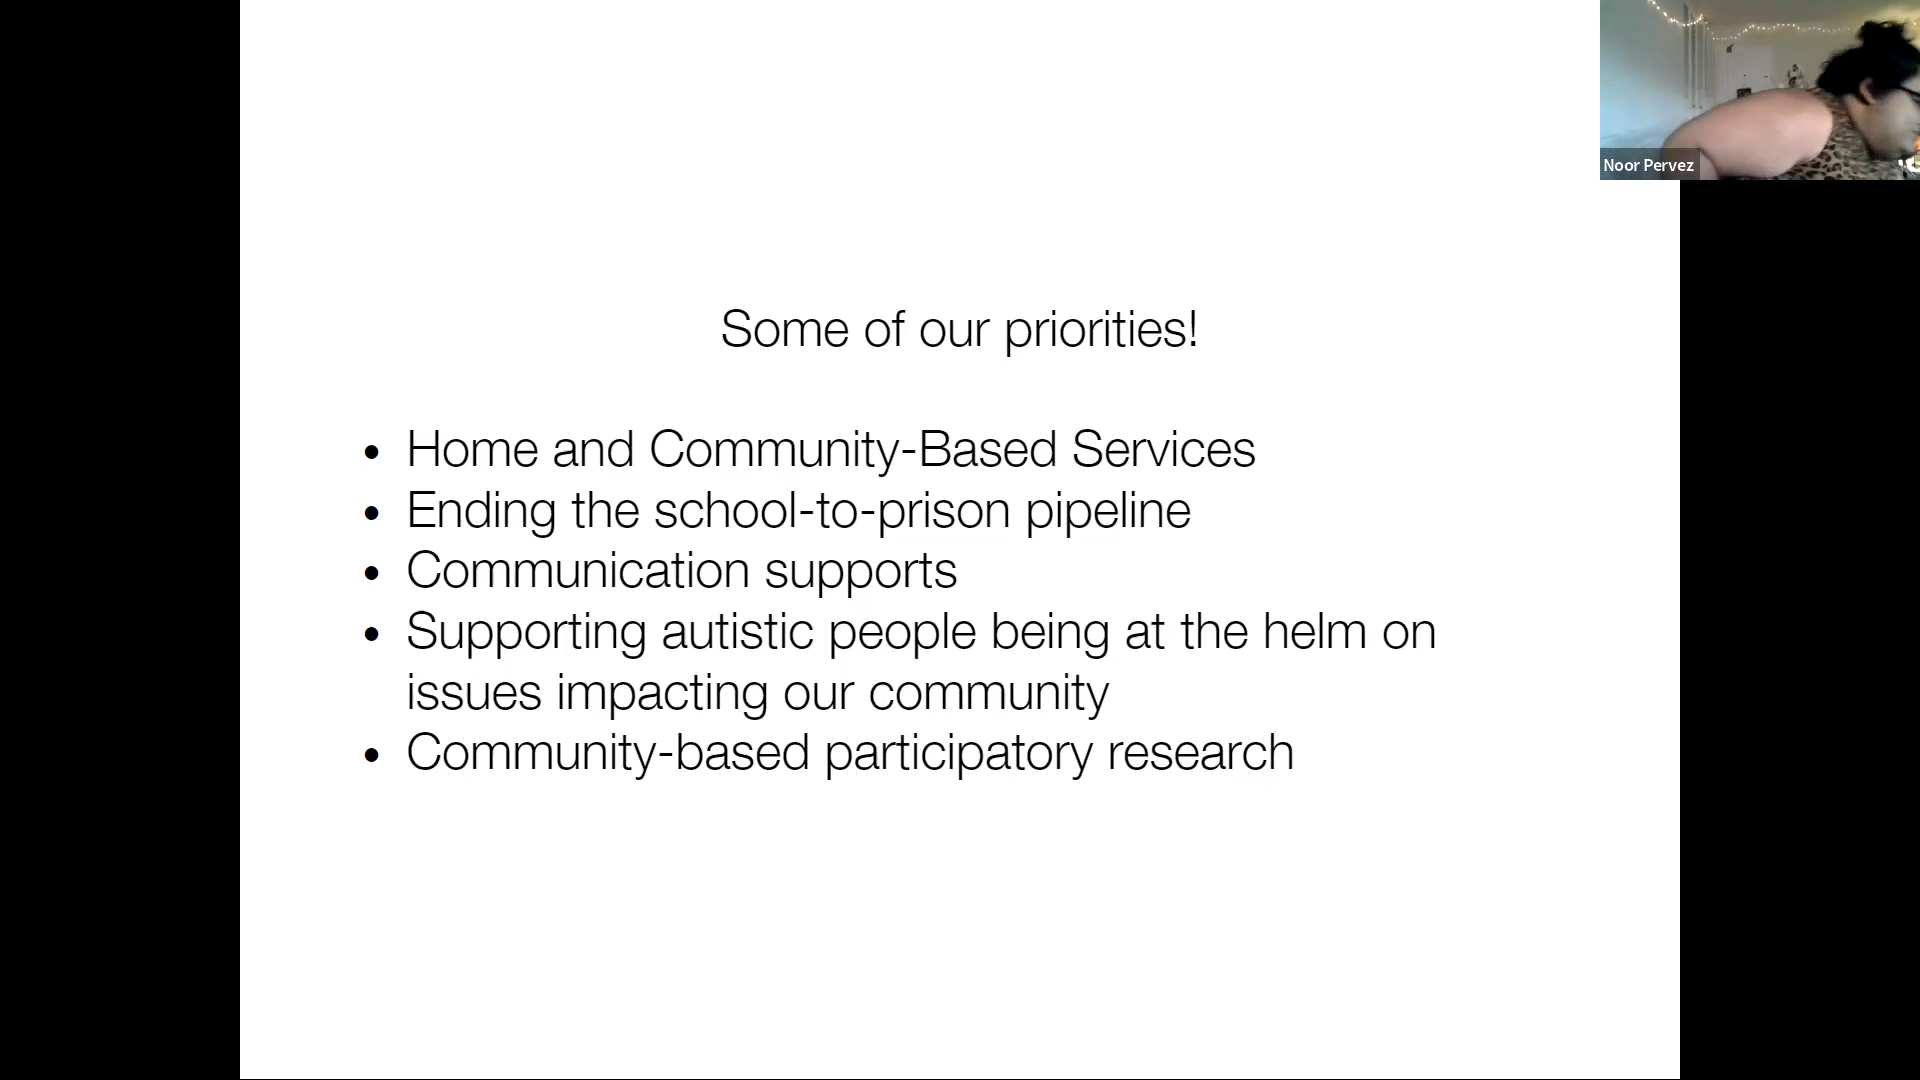 Noor Pervez
Some of our priorities!
• Home and Community-Based Services
• Ending the school-to-prison pipeline
• Communication supports
• Supporting autistic people being at the helm on
issues impacting our community
• Community-based participatory research